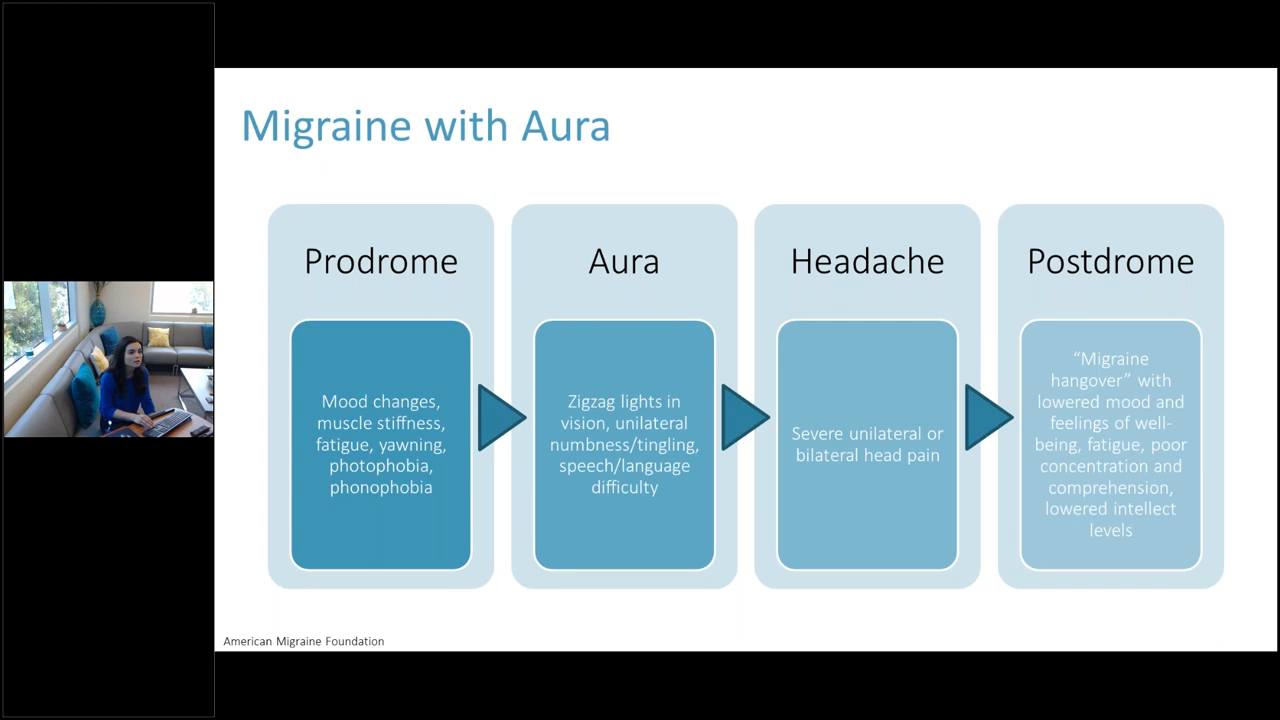 Migraine with Aura
Prodrome
Mood changes,
muscle stiffness,
fatigue, yawning,
photophobia,
phonophobia
Aura
Zigzag lights in
vision, unilateral
numbness/tingling,
speech/language
difficulty
Headache
Severe unilateral or
bilateral head pain
Postdrome
“Migraine
hangover” with
lowered mood and
feelings of well-
being, fatigue, poor
concentration and
comprehension,
lowered intellect
levels
American Migraine Foundation